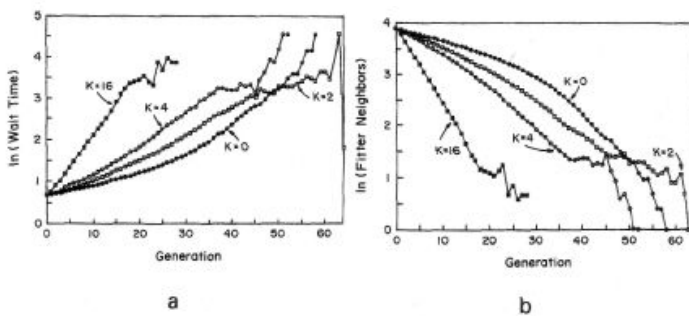 ln (Wait Time)
5
4
3
2
1
0
K=16
K=4
K=2
K=0
0 10 20 30 40 50 60
Generation
a
ln (Fitter Neighbors)
4
3
2
1
0
K=0
K=4
K=16
K=2
0 10 20 30 40 50 60
Generation
b